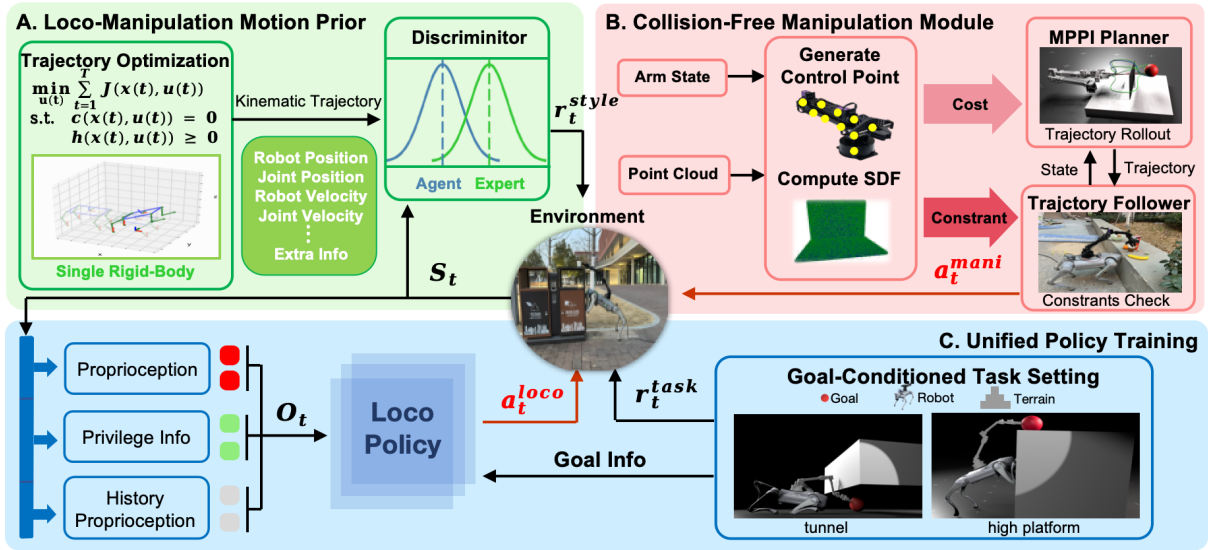 A. Loco-Manipulation Motion Prior
Trajectory Optimization
min u(t) T ∑ t=1 J(x(t), u(t))
s.t. c(x(t), u(t)) = 0
h(x(t), u(t)) ≥ 0
Single Rigid-Body
Kinematic Trajectory
Robot Position
Joint Position
Robot Velocity
Joint Velocity
⋮
Extra Info
Discriminitor
Agent Expert
r_t^style
S_t
Environment
B. Collision-Free Manipulation Module
Arm State
Point Cloud
Generate
Control Point
Compute SDF
Cost
Constrant
MPPI Planner
Trajectory Rollout
State Trajectory
Trajctory Follower
Constrants Check
a_t^mani
C. Unified Policy Training
Proprioception
Privilege Info
History
Proprioception
O_t
Loco
Policy
a_t^loco
r_t^task
Goal Info
Goal-Conditioned Task Setting
Goal Robot Terrain
tunnel
high platform